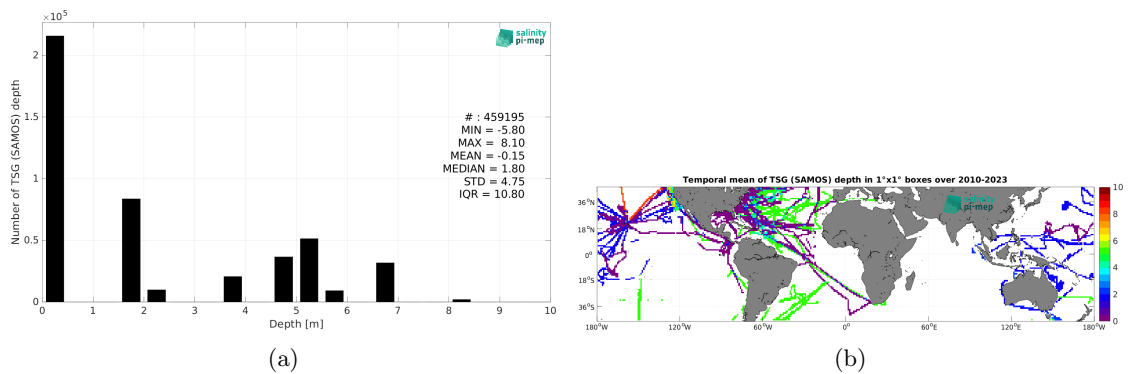 ×10⁵
salinity
pi-mep
2
1.5
1
0.5
0
Number of TSG (SAMOS) depth
# : 459195
MIN = -5.80
MAX = 8.10
MEAN = -0.15
MEDIAN = 1.80
STD = 4.75
IQR = 10.80
0 1 2 3 4 5 6 7 8 9 10
Depth [m]
(a)
Temporal mean of TSG (SAMOS) depth in 1°x1° boxes over 2010-2023
salinity
pi-mep
36°N
18°N
0°
18°S
36°S
180°W 120°W 60°W 0° 60°E 120°E 180°E
10
8
6
4
2
0
(b)